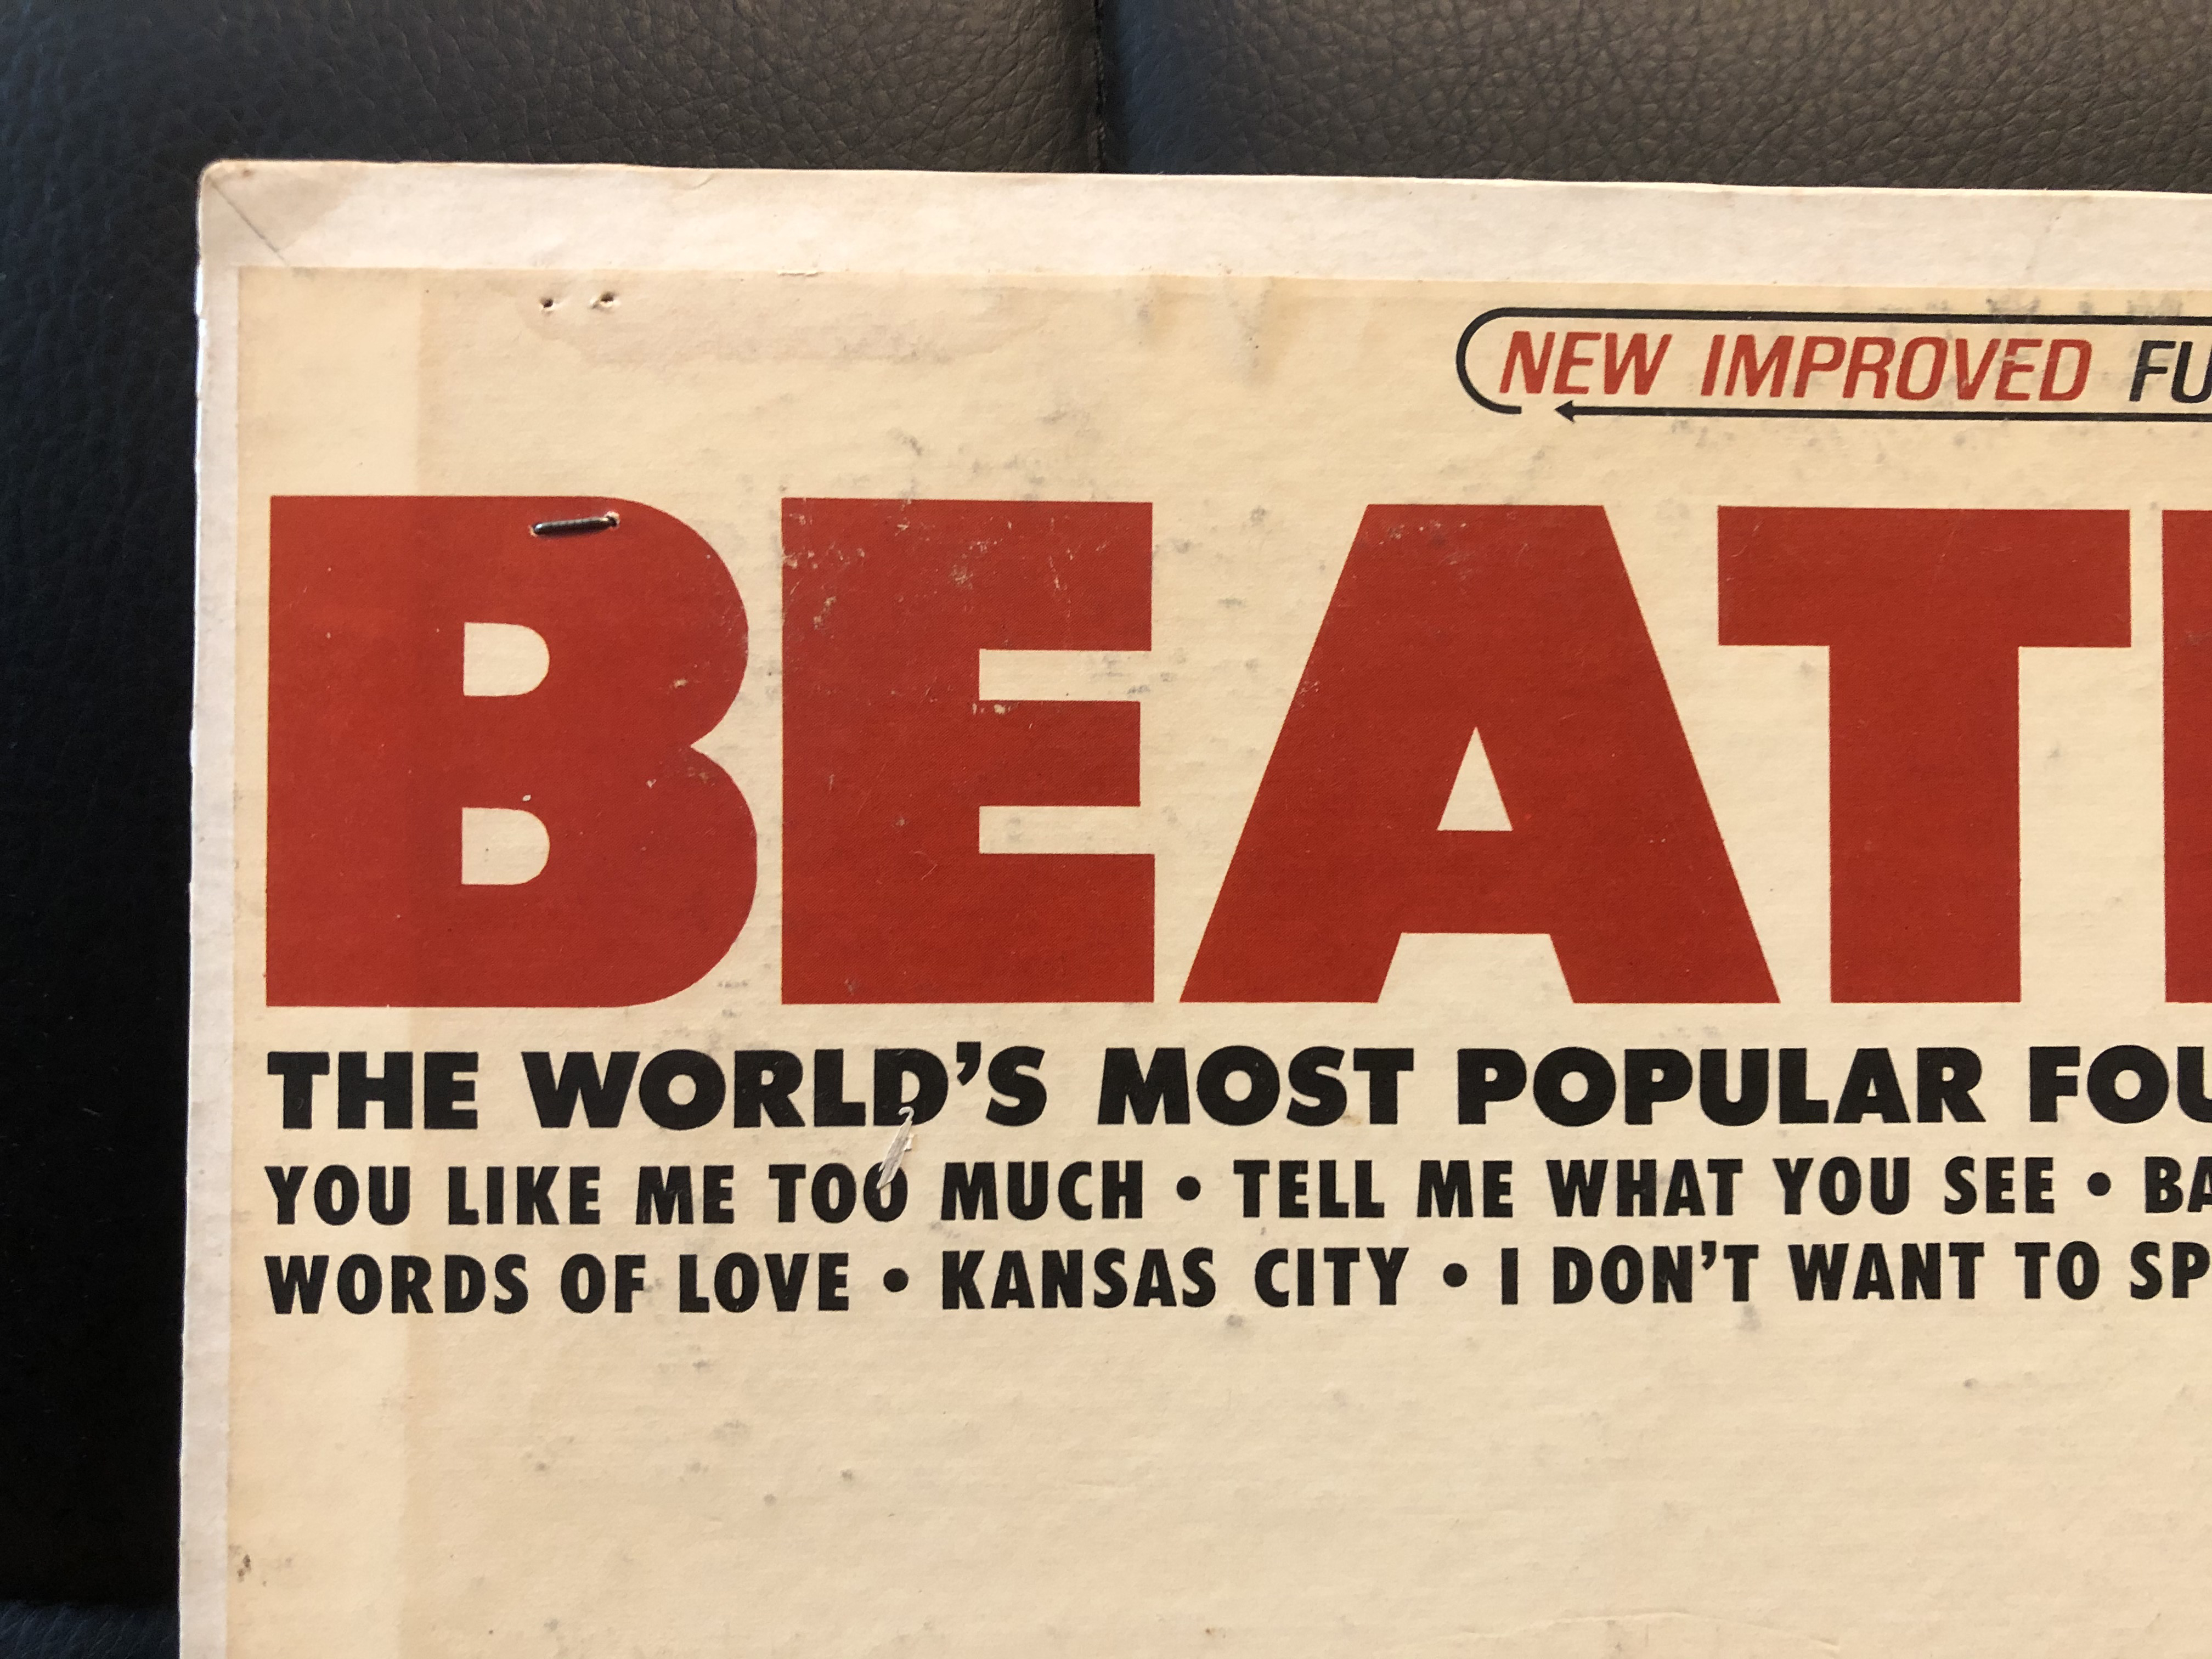 NEW IMPROVED FU
BEAT
THE WORLD'S MOST POPULAR FOU
YOU LIKE ME TOO MUCH • TELL ME WHAT YOU SEE • BA
WORDS OF LOVE • KANSAS CITY • I DON'T WANT TO SP